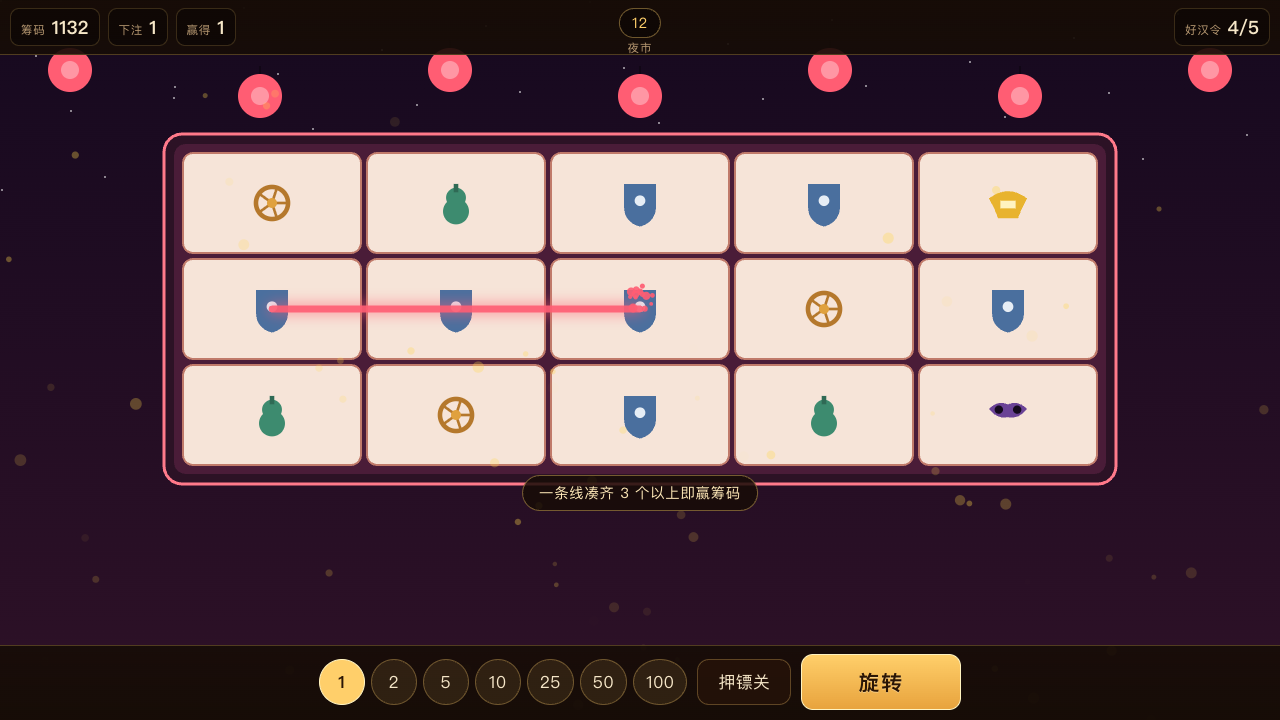 筹码 1132
下注 1
赢得 1
12
夜市
好汉令 4/5
一条线凑齐 3 个以上即赢筹码
1
2
5
10
25
50
100
押镖关
旋转